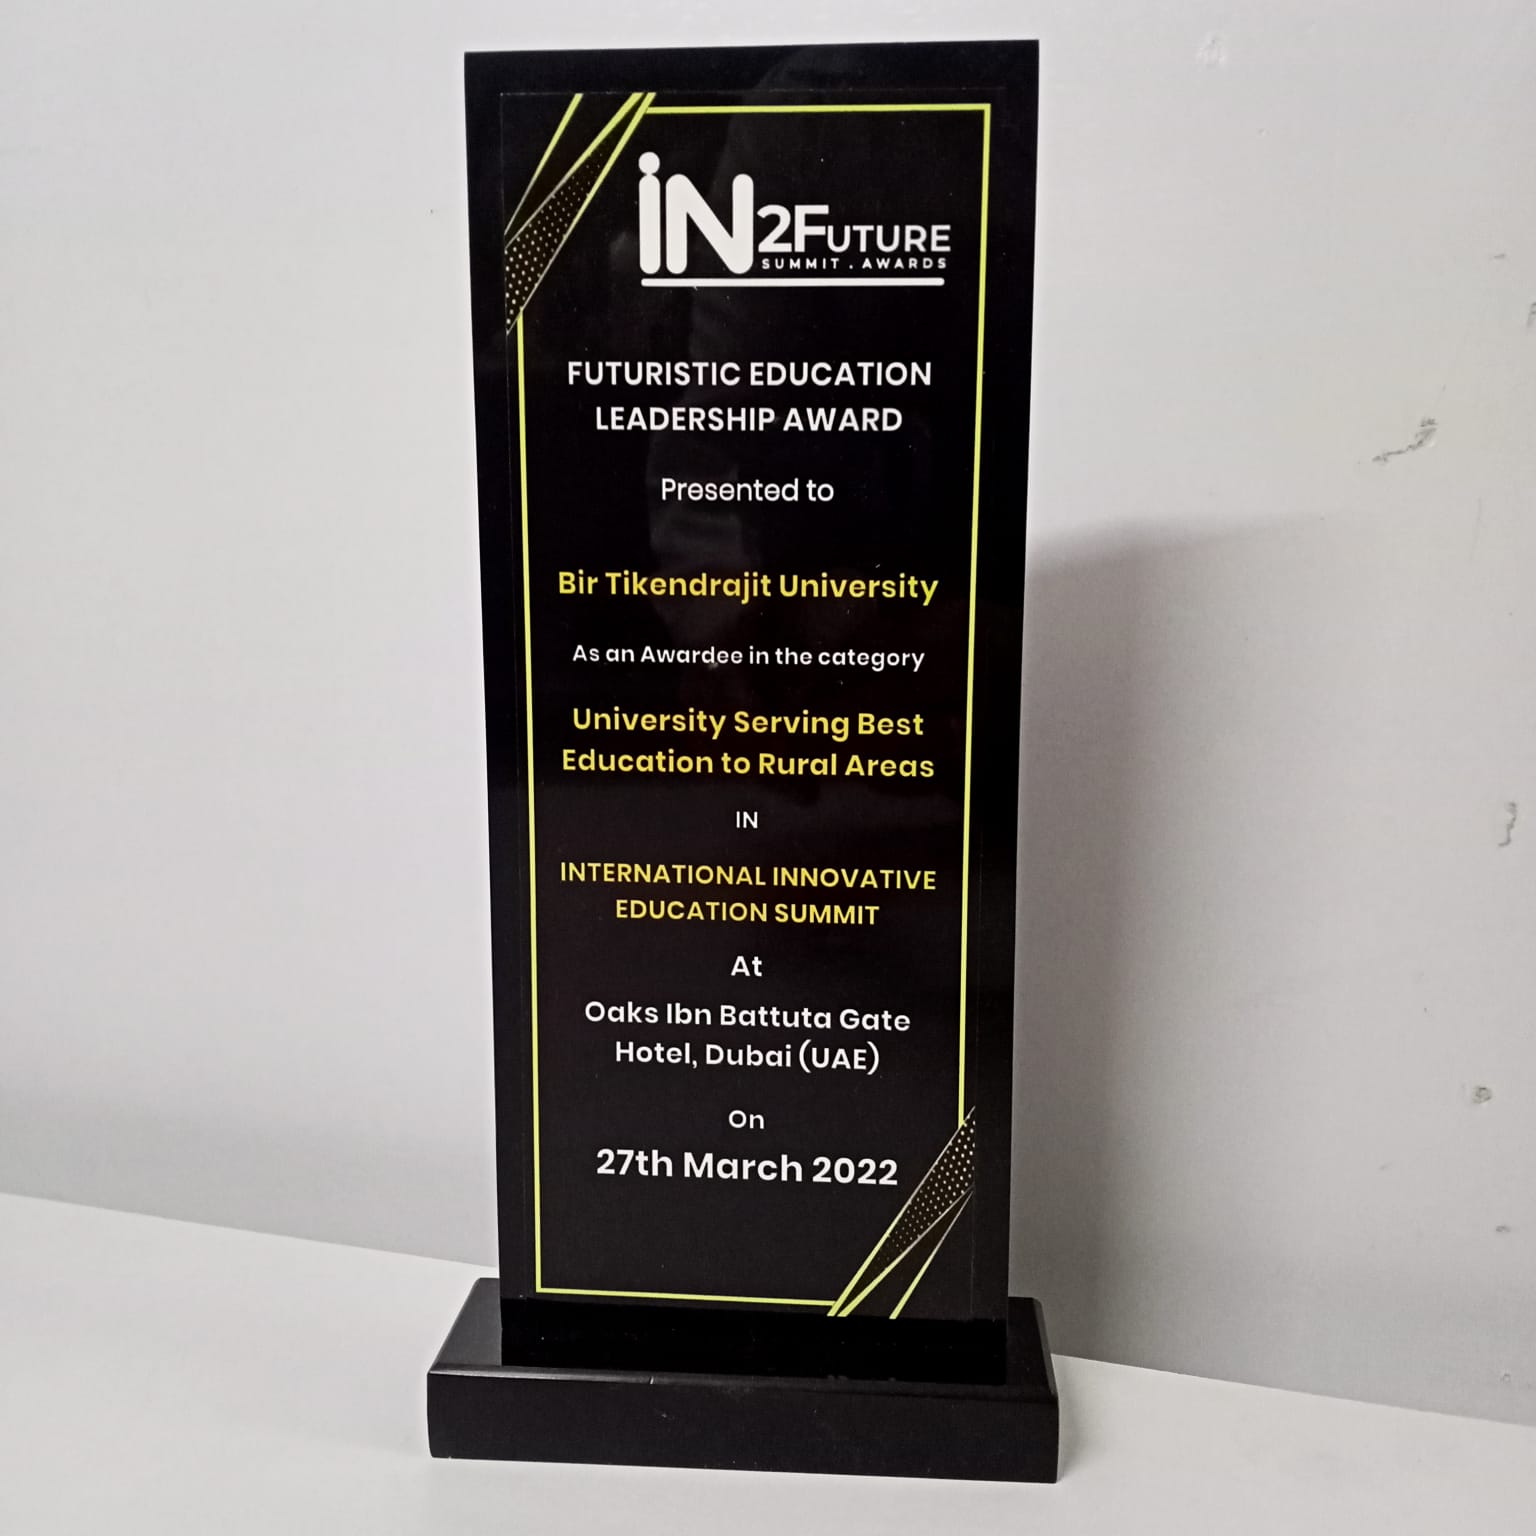 iN2FUTURE
SUMMIT . AWARDS
FUTURISTIC EDUCATION
LEADERSHIP AWARD
Presented to
Bir Tikendrajit University
As an Awardee in the category
University Serving Best
Education to Rural Areas
IN
INTERNATIONAL INNOVATIVE
EDUCATION SUMMIT
At
Oaks Ibn Battuta Gate
Hotel, Dubai (UAE)
On
27th March 2022